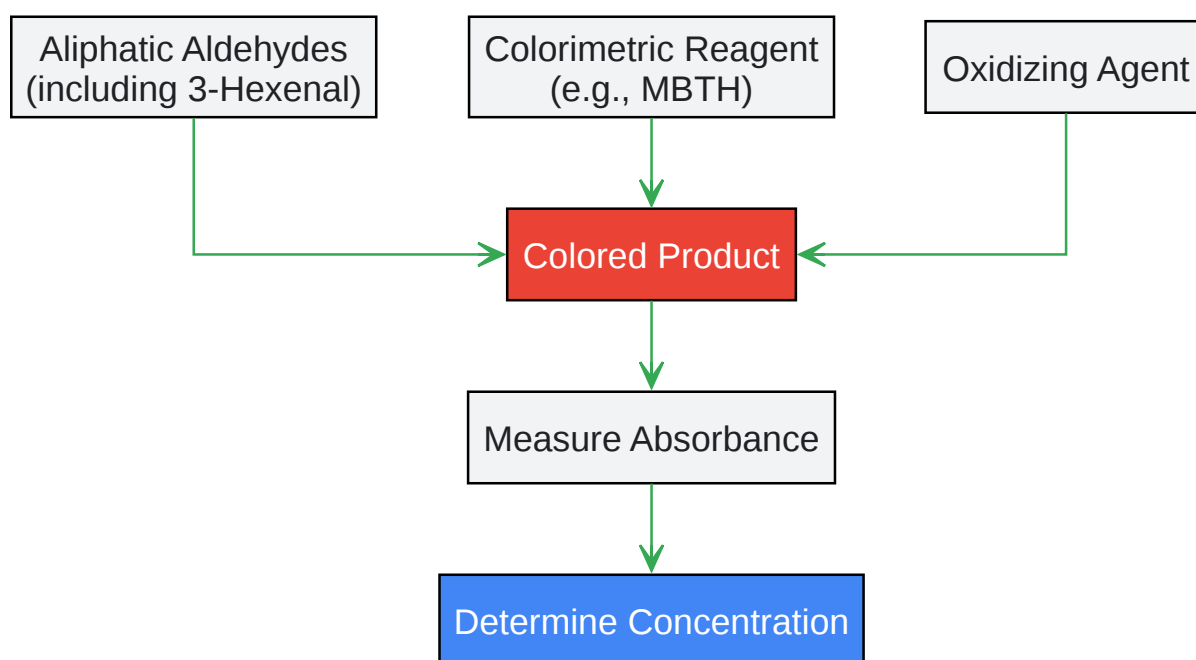 Aliphatic Aldehydes
(including 3-Hexenal)
Colorimetric Reagent
(e.g., MBTH)
Oxidizing Agent
Colored Product
Measure Absorbance
Determine Concentration